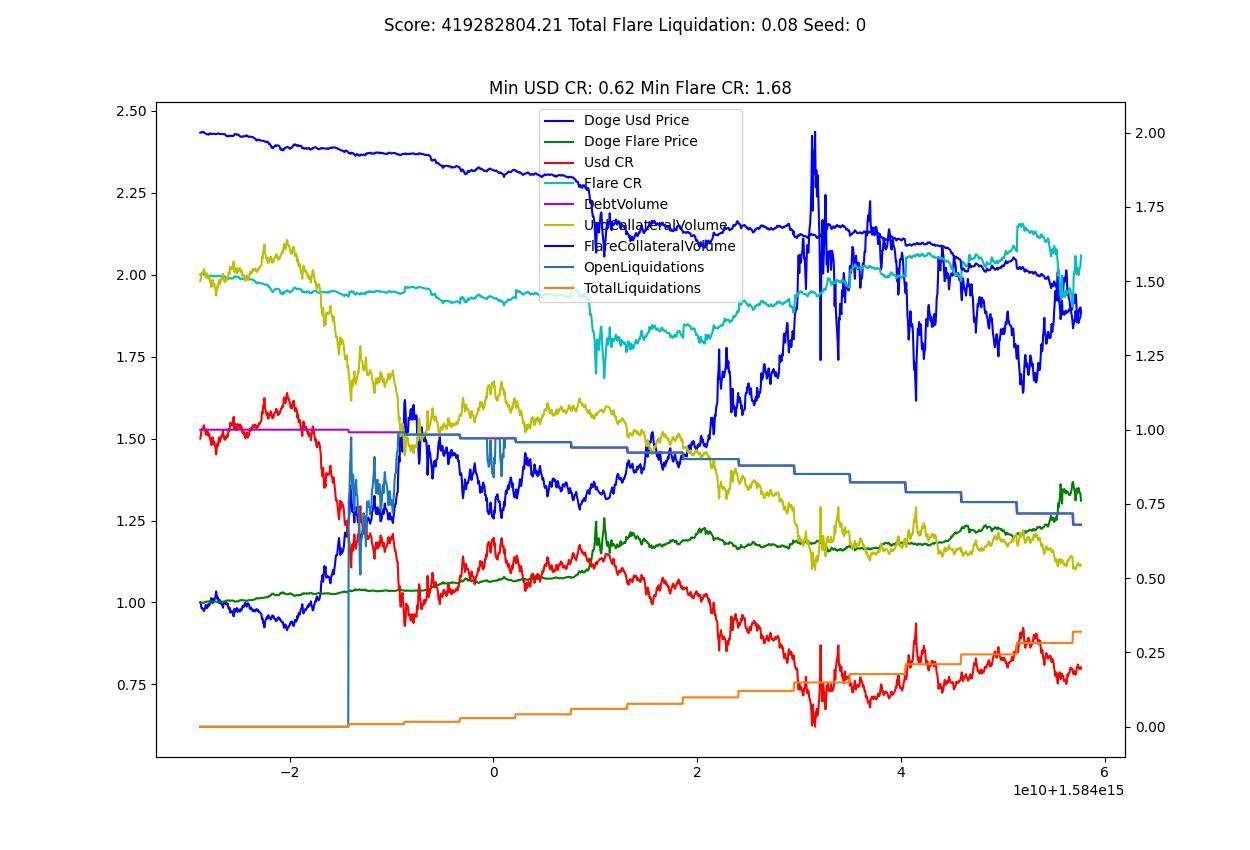 Score: 419282804.21 Total Flare Liquidation: 0.08 Seed: 0
Min USD CR: 0.62 Min Flare CR: 1.68
2.50
2.25
2.00
1.75
1.50
1.25
1.00
0.75
Doge Usd Price
Doge Flare Price
Usd CR
Flare CR
DebtVolume
UsdCollateralVolume
FlareCollateralVolume
OpenLiquidations
TotalLiquidations
2.00
1.75
1.50
1.25
1.00
0.75
0.50
0.25
0.00
−2 0 2 4 6
1e10+1.584e15